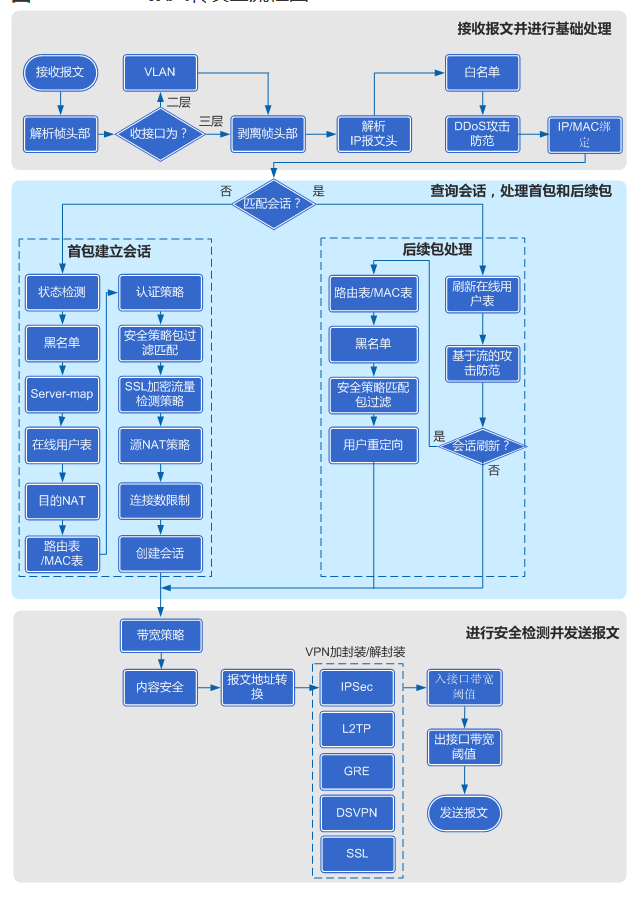 接收报文并进行基础处理
接收报文
VLAN
白名单
二层
三层
解析帧头部
收接口为？
剥离帧头部
解析
IP报文头
DDoS攻击
防范
IP/MAC绑
定
否
是
匹配会话？
查询会话，处理首包和后续包
首包建立会话
状态检测
黑名单
Server-map
在线用户表
目的NAT
路由表
/MAC表
认证策略
安全策略包过
滤匹配
SSL加密流量
检测策略
源NAT策略
连接数限制
创建会话
后续包处理
路由表/MAC表
黑名单
安全策略匹配
包过滤
用户重定向
刷新在线用
户表
基于流的攻
击防范
是
会话刷新？
否
进行安全检测并发送报文
带宽策略
内容安全
报文地址转
换
VPN加封装/解封装
IPSec
L2TP
GRE
DSVPN
SSL
入接口带宽
阈值
出接口带宽
阈值
发送报文